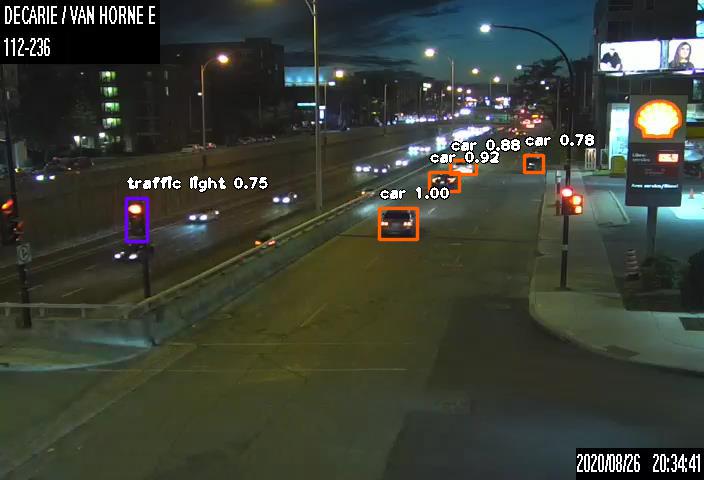 DECARIE / VAN HORNE E
112-236
car 0.78
car 0.88
car 0.92
traffic light 0.75
car 1.00
2020/08/26 20:34:41